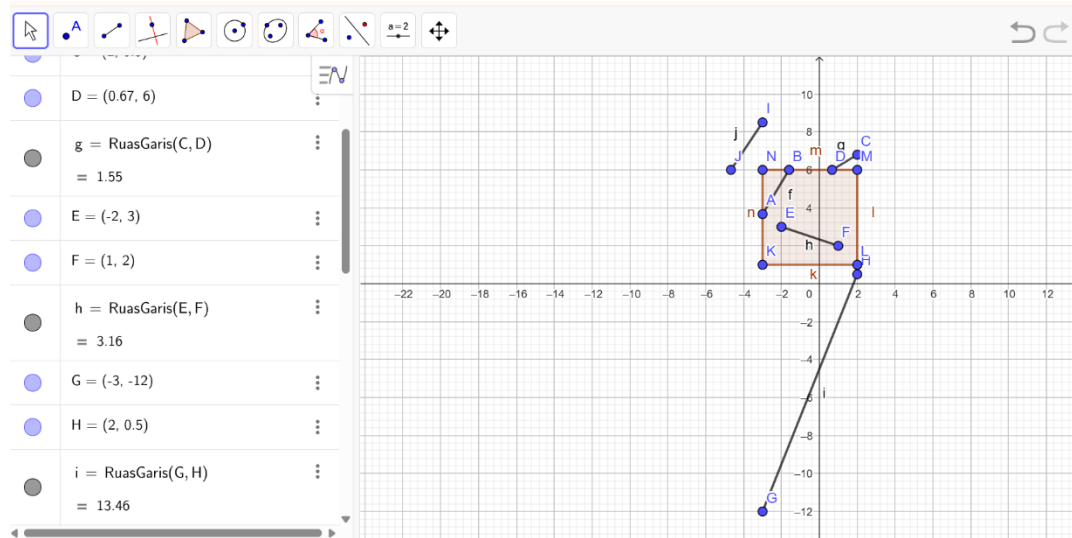 A
α
a=2
D = (0.67, 6)
g = RuasGaris(C, D)
= 1.55
E = (-2, 3)
F = (1, 2)
h = RuasGaris(E, F)
= 3.16
G = (-3, -12)
H = (2, 0.5)
i = RuasGaris(G, H)
= 13.46
10
I
j
8
g
C
J
N
B
m
D
M
6
f
A
4
n
E
l
F
h
K
L
H
k
−22 −20 −18 −16 −14 −12 −10 −8 −6 −4 −2 0 2 4 6 8 10 12
−2
−4
−6
i
−8
−10
G
−12